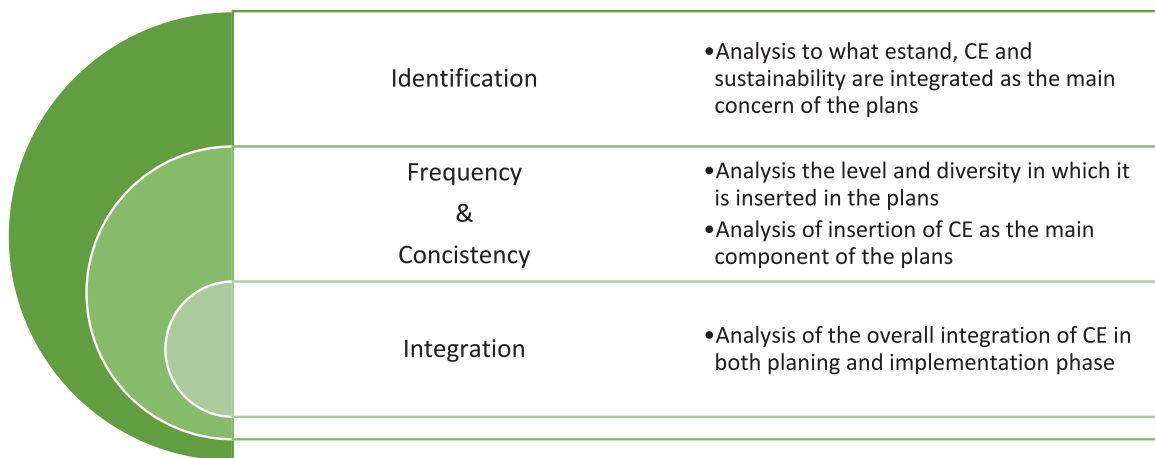 Identification
•Analysis to what estand, CE and
sustainability are integrated as the main
concern of the plans
Frequency
&
Concistency
•Analysis the level and diversity in which it
is inserted in the plans
•Analysis of insertion of CE as the main
component of the plans
Integration
•Analysis of the overall integration of CE in
both planing and implementation phase